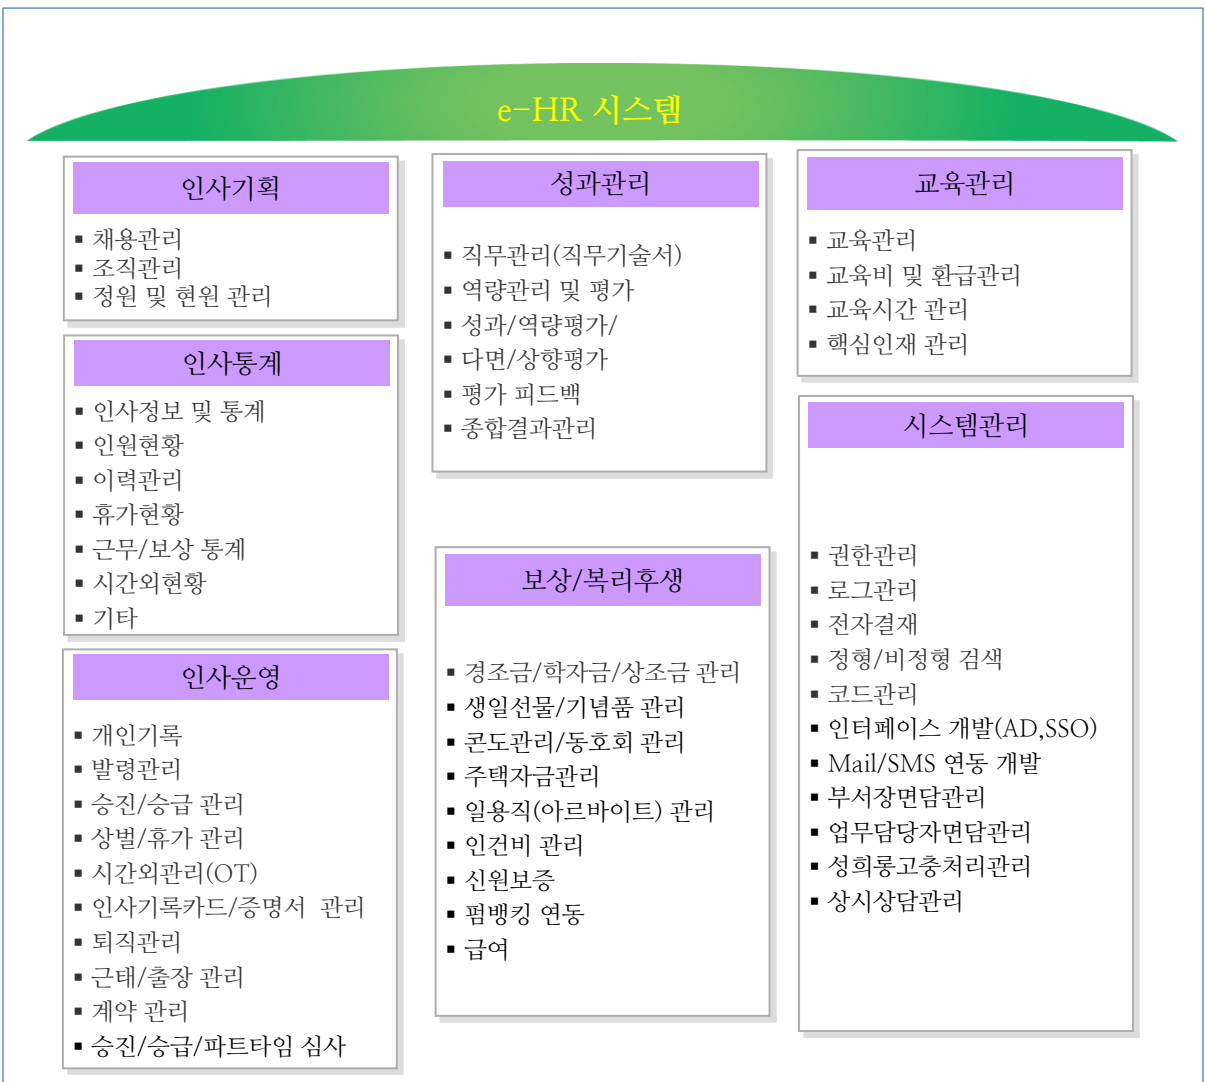 e-HR 시스템
인사기획
▪ 채용관리
▪ 조직관리
▪ 정원 및 현원 관리
인사통계
▪ 인사정보 및 통계
▪ 인원현황
▪ 이력관리
▪ 휴가현황
▪ 근무/보상 통계
▪ 시간외현황
▪ 기타
인사운영
▪ 개인기록
▪ 발령관리
▪ 승진/승급 관리
▪ 상벌/휴가 관리
▪ 시간외관리(OT)
▪ 인사기록카드/증명서 관리
▪ 퇴직관리
▪ 근태/출장 관리
▪ 계약 관리
▪ 승진/승급/파트타임 심사
성과관리
▪ 직무관리(직무기술서)
▪ 역량관리 및 평가
▪ 성과/역량평가/
▪ 다면/상향평가
▪ 평가 피드백
▪ 종합결과관리
보상/복리후생
▪ 경조금/학자금/상조금 관리
▪ 생일선물/기념품 관리
▪ 콘도관리/동호회 관리
▪ 주택자금관리
▪ 일용직(아르바이트) 관리
▪ 인건비 관리
▪ 신원보증
▪ 펌뱅킹 연동
▪ 급여
교육관리
▪ 교육관리
▪ 교육비 및 환급관리
▪ 교육시간 관리
▪ 핵심인재 관리
시스템관리
▪ 권한관리
▪ 로그관리
▪ 전자결재
▪ 정형/비정형 검색
▪ 코드관리
▪ 인터페이스 개발(AD,SSO)
▪ Mail/SMS 연동 개발
▪ 부서장면담관리
▪ 업무담당자면담관리
▪ 성희롱고충처리관리
▪ 상시상담관리